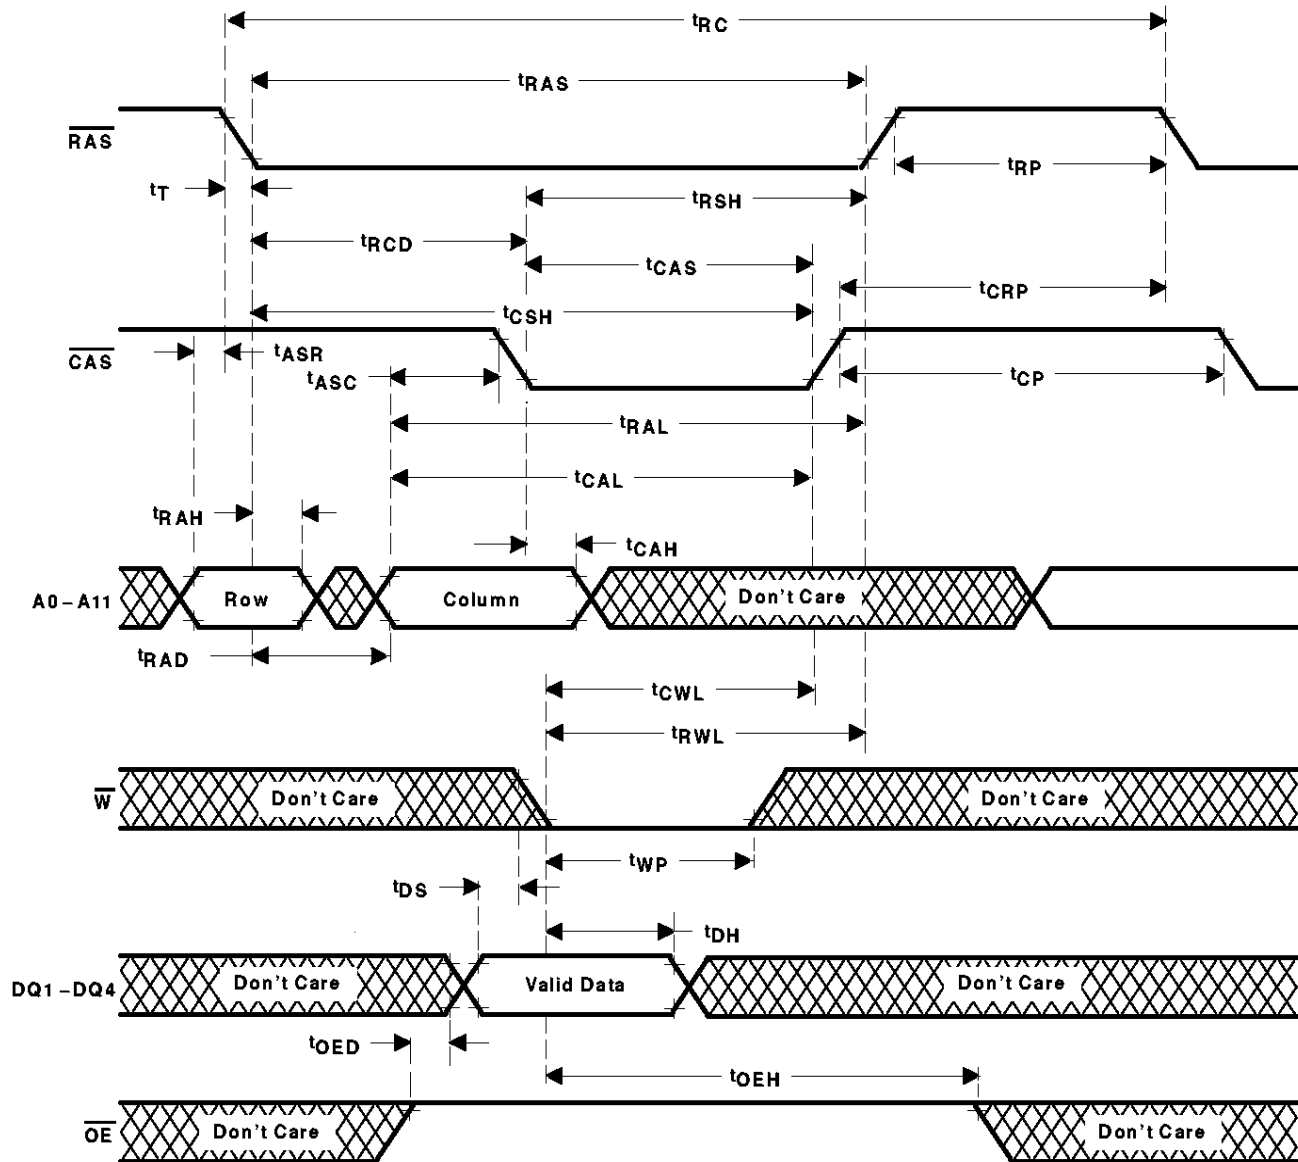 tRC
tRAS
RAS
tRP
tT
tRSH
tRCD
tCAS
tCRP
tCSH
CAS
tASR
tASC
tCP
tRAL
tCAL
tRAH
tCAH
A0–A11
Row
Column
Don't Care
tRAD
tCWL
tRWL
W
Don't Care
Don't Care
tWP
tDS
tDH
DQ1–DQ4
Don't Care
Valid Data
Don't Care
tOED
tOEH
OE
Don't Care
Don't Care